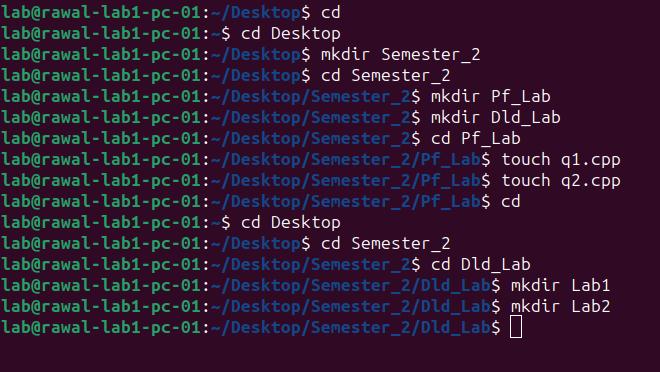 lab@rawal-lab1-pc-01:~/Desktop$ cd
lab@rawal-lab1-pc-01:~$ cd Desktop
lab@rawal-lab1-pc-01:~/Desktop$ mkdir Semester_2
lab@rawal-lab1-pc-01:~/Desktop$ cd Semester_2
lab@rawal-lab1-pc-01:~/Desktop/Semester_2$ mkdir Pf_Lab
lab@rawal-lab1-pc-01:~/Desktop/Semester_2$ mkdir Dld_Lab
lab@rawal-lab1-pc-01:~/Desktop/Semester_2$ cd Pf_Lab
lab@rawal-lab1-pc-01:~/Desktop/Semester_2/Pf_Lab$ touch q1.cpp
lab@rawal-lab1-pc-01:~/Desktop/Semester_2/Pf_Lab$ touch q2.cpp
lab@rawal-lab1-pc-01:~/Desktop/Semester_2/Pf_Lab$ cd
lab@rawal-lab1-pc-01:~$ cd Desktop
lab@rawal-lab1-pc-01:~/Desktop$ cd Semester_2
lab@rawal-lab1-pc-01:~/Desktop/Semester_2$ cd Dld_Lab
lab@rawal-lab1-pc-01:~/Desktop/Semester_2/Dld_Lab$ mkdir Lab1
lab@rawal-lab1-pc-01:~/Desktop/Semester_2/Dld_Lab$ mkdir Lab2
lab@rawal-lab1-pc-01:~/Desktop/Semester_2/Dld_Lab$